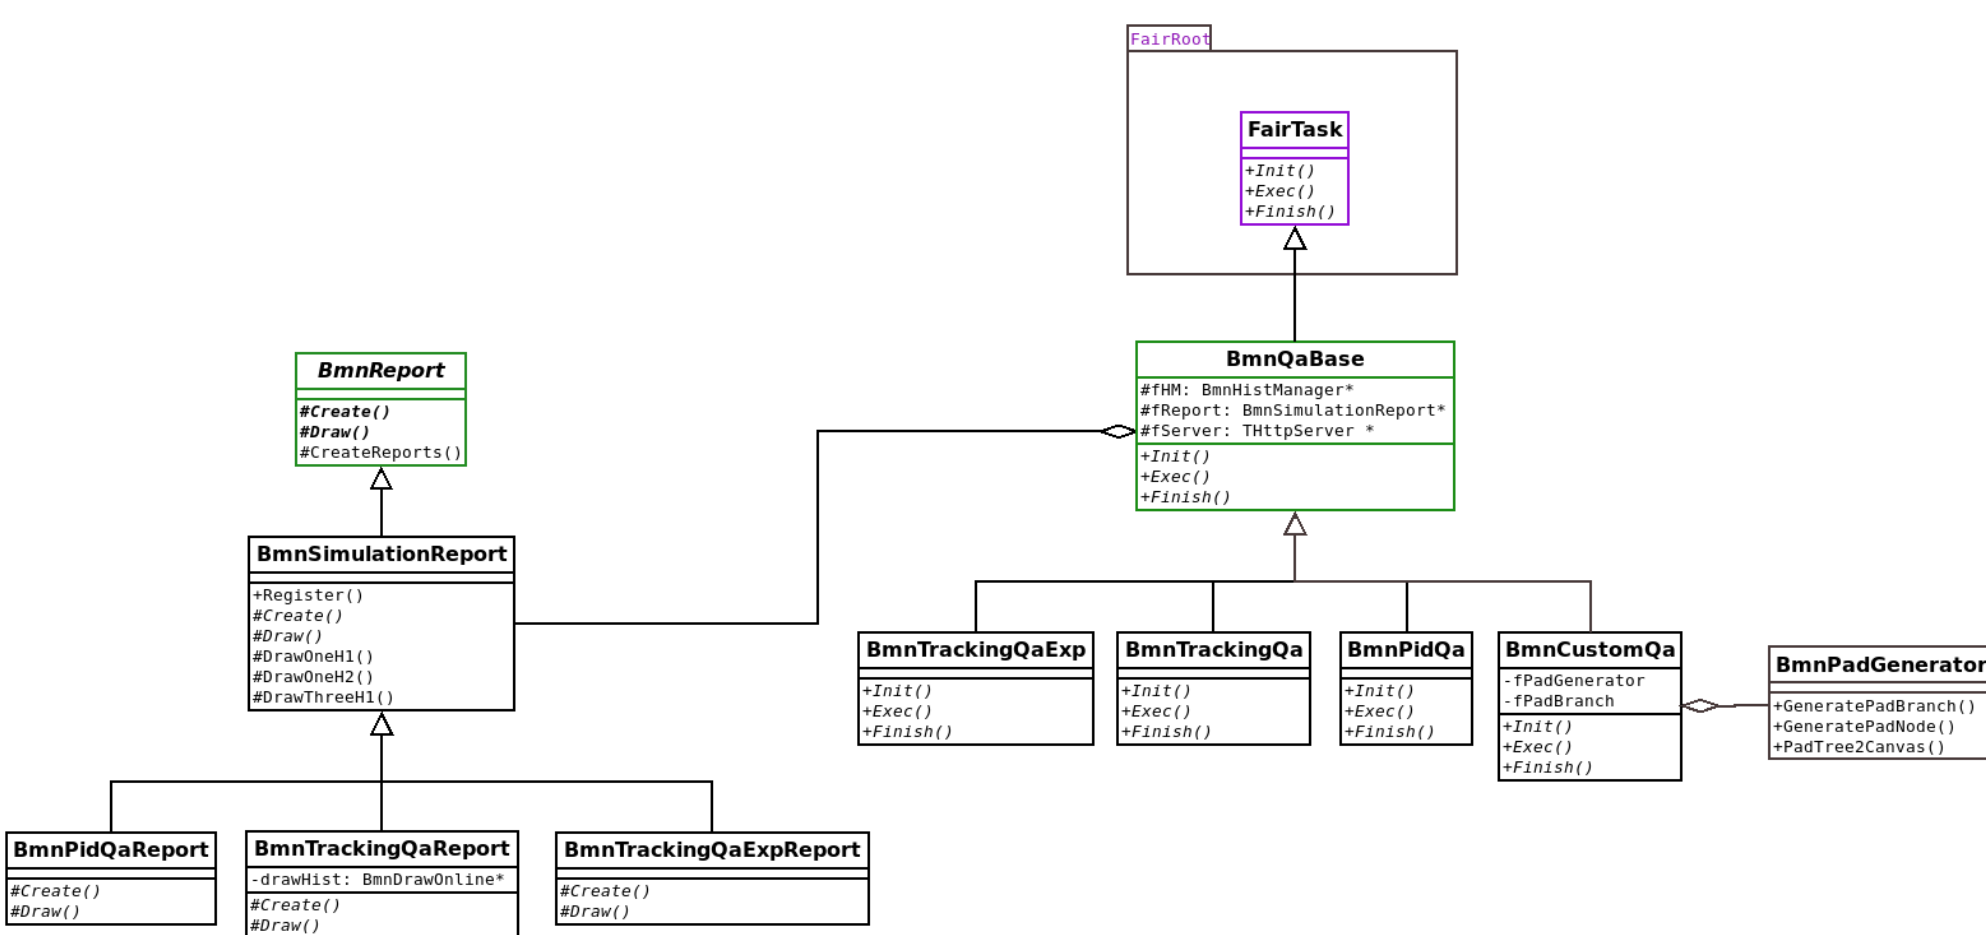 FairRoot
FairTask
+Init()
+Exec()
+Finish()
BmnReport
#Create()
#Draw()
#CreateReports()
BmnQaBase
#fHM: BmnHistManager*
#fReport: BmnSimulationReport*
#fServer: THttpServer *
+Init()
+Exec()
+Finish()
BmnSimulationReport
+Register()
#Create()
#Draw()
#DrawOneH1()
#DrawOneH2()
#DrawThreeH1()
BmnTrackingQaExp
+Init()
+Exec()
+Finish()
BmnTrackingQa
+Init()
+Exec()
+Finish()
BmnPidQa
+Init()
+Exec()
+Finish()
BmnCustomQa
-fPadGenerator
-fPadBranch
+Init()
+Exec()
+Finish()
BmnPadGenerator
+GeneratePadBranch()
+GeneratePadNode()
+PadTree2Canvas()
BmnPidQaReport
#Create()
#Draw()
BmnTrackingQaReport
-drawHist: BmnDrawOnline*
#Create()
#Draw()
BmnTrackingQaExpReport
#Create()
#Draw()